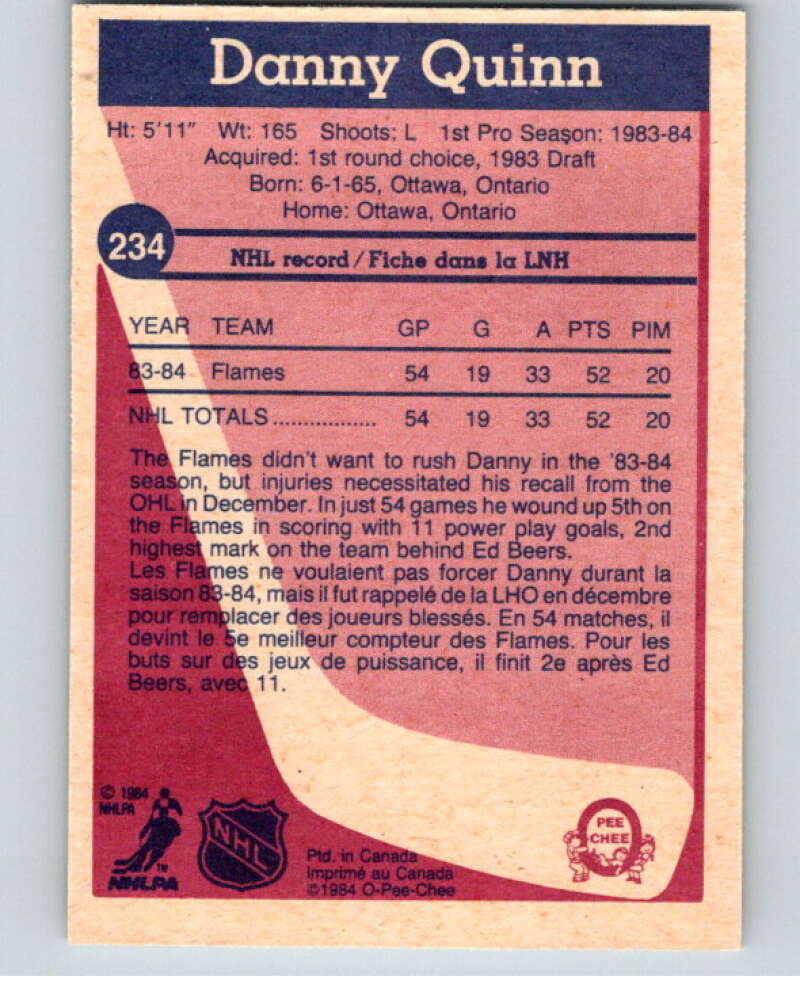 Danny Quinn
Ht: 5'11" Wt: 165 Shoots: L 1st Pro Season: 1983-84
Acquired: 1st round choice, 1983 Draft
Born: 6-1-65, Ottawa, Ontario
Home: Ottawa, Ontario
234
NHL record/Fiche dans la LNH
YEAR TEAM GP G A PTS PIM
83-84 Flames 54 19 33 52 20
NHL TOTALS................. 54 19 33 52 20
The Flames didn't want to rush Danny in the '83-84
season, but injuries necessitated his recall from the
OHL in December. In just 54 games he wound up 5th on
the Flames in scoring with 11 power play goals, 2nd
highest mark on the team behind Ed Beers.
Les Flames ne voulaient pas forcer Danny durant la
saison 83-84, mais il fut rappelé de la LHO en décembre
pour remplacer des joueurs blessés. En 54 matches, il
devint le 5e meilleur compteur des Flames. Pour les
buts sur des jeux de puissance, il finit 2e après Ed
Beers, avec 11.
© 1984
NHLPA
TM
NHLPA
NHL
Ptd. in Canada
Imprimé au Canada
©1984 O-Pee-Chee
PEE
CHEE